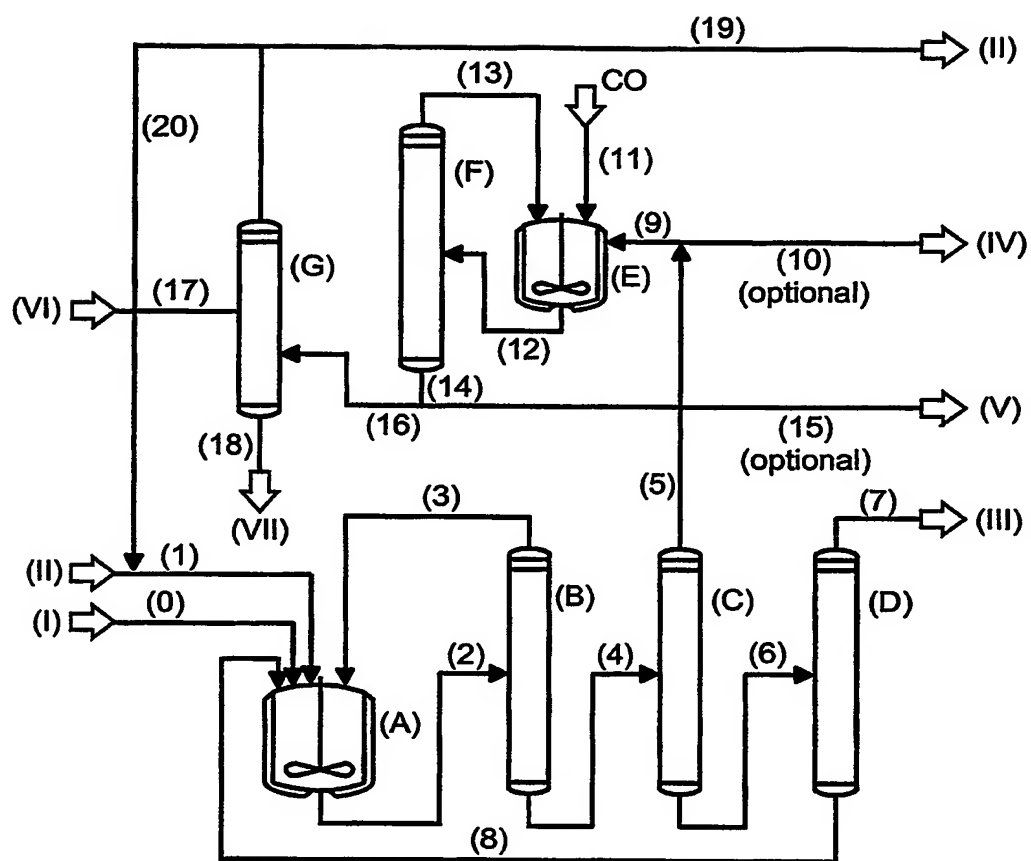 (19)
(II)
(13)
CO
(20)
(F)
(11)
(9)
(IV)
(G)
(E)
(10)
(optional)
(VI)
(17)
(12)
(14)
(V)
(16)
(15)
(optional)
(18)
(5)
(7)
(III)
(VII)
(3)
(II)
(1)
(B)
(C)
(D)
(I)
(0)
(2)
(4)
(6)
(A)
(8)